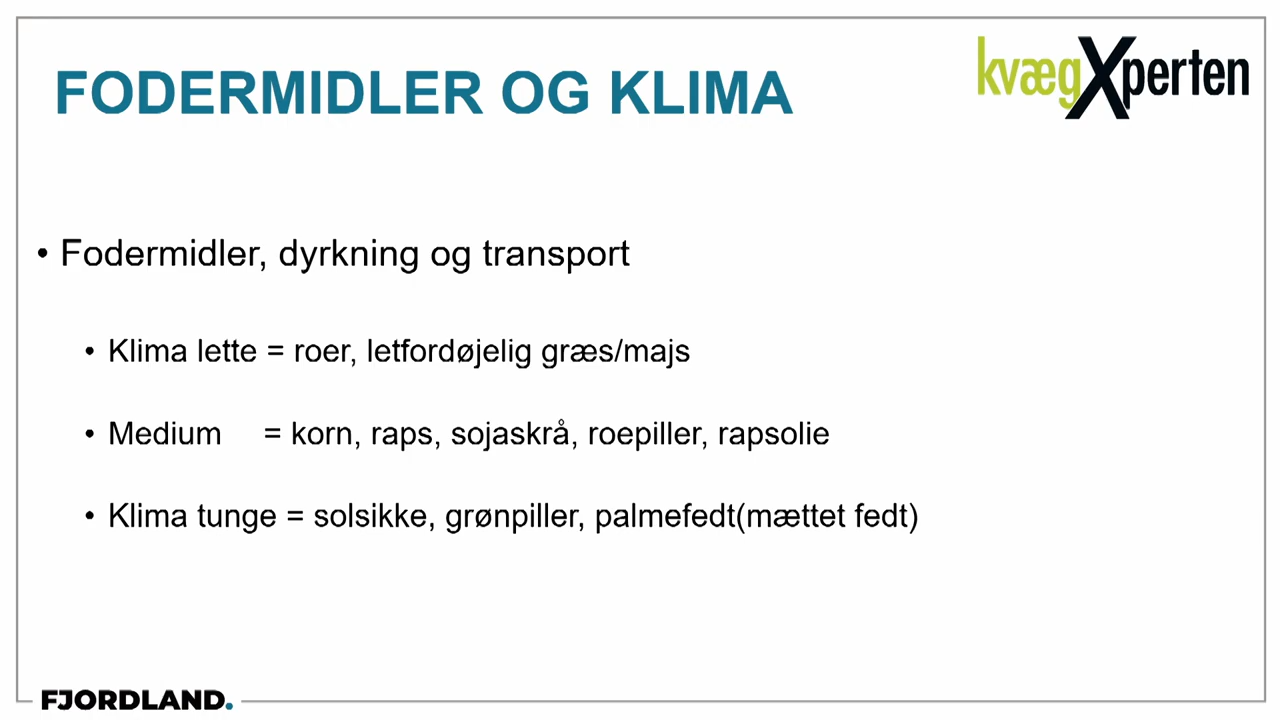 FODERMIDLER OG KLIMA
kvægXperten
• Fodermidler, dyrkning og transport
• Klima lette = roer, letfordøjelig græs/majs
• Medium = korn, raps, sojaskrå, roepiller, rapsolie
• Klima tunge = solsikke, grønpiller, palmefedt(mættet fedt)
FJORDLAND.